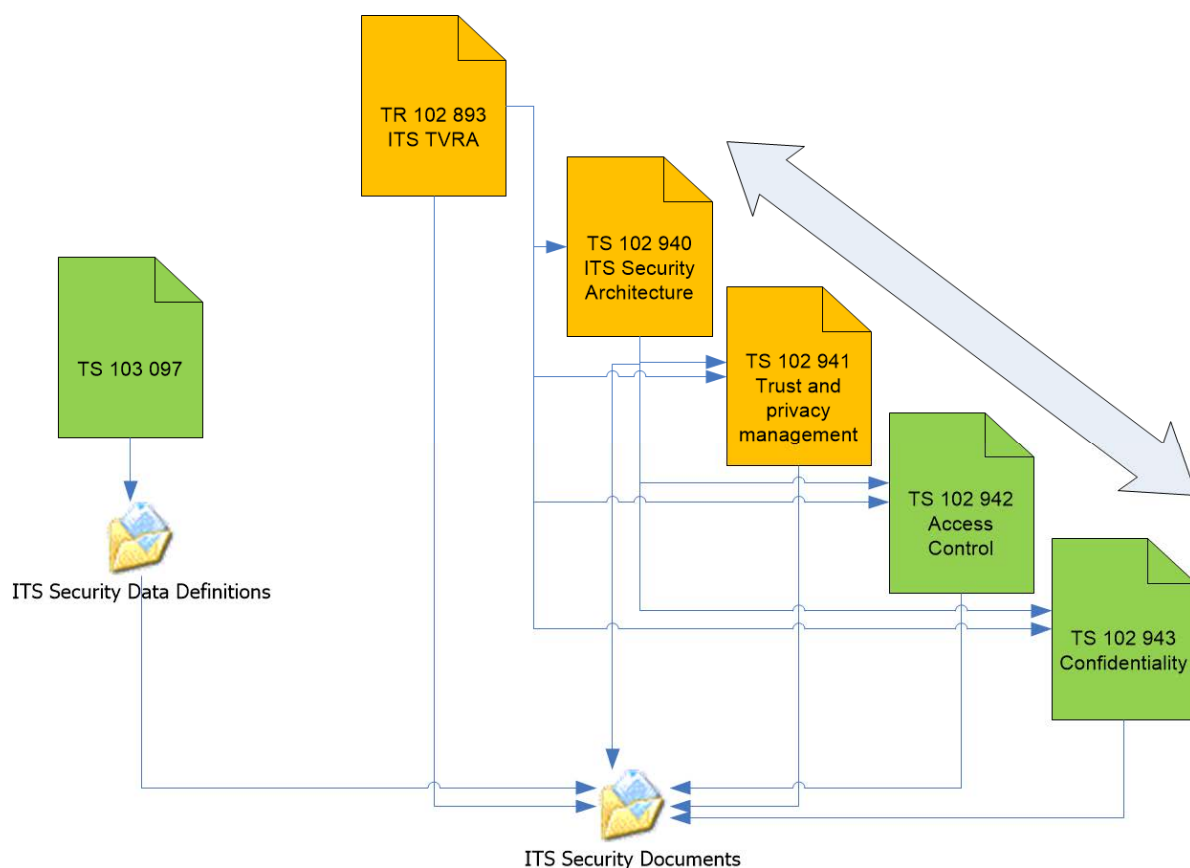 TR 102 893
ITS TVRA
TS 102 940
ITS Security
Architecture
TS 103 097
TS 102 941
Trust and
privacy
management
TS 102 942
Access
Control
ITS Security Data Definitions
TS 102 943
Confidentiality
ITS Security Documents